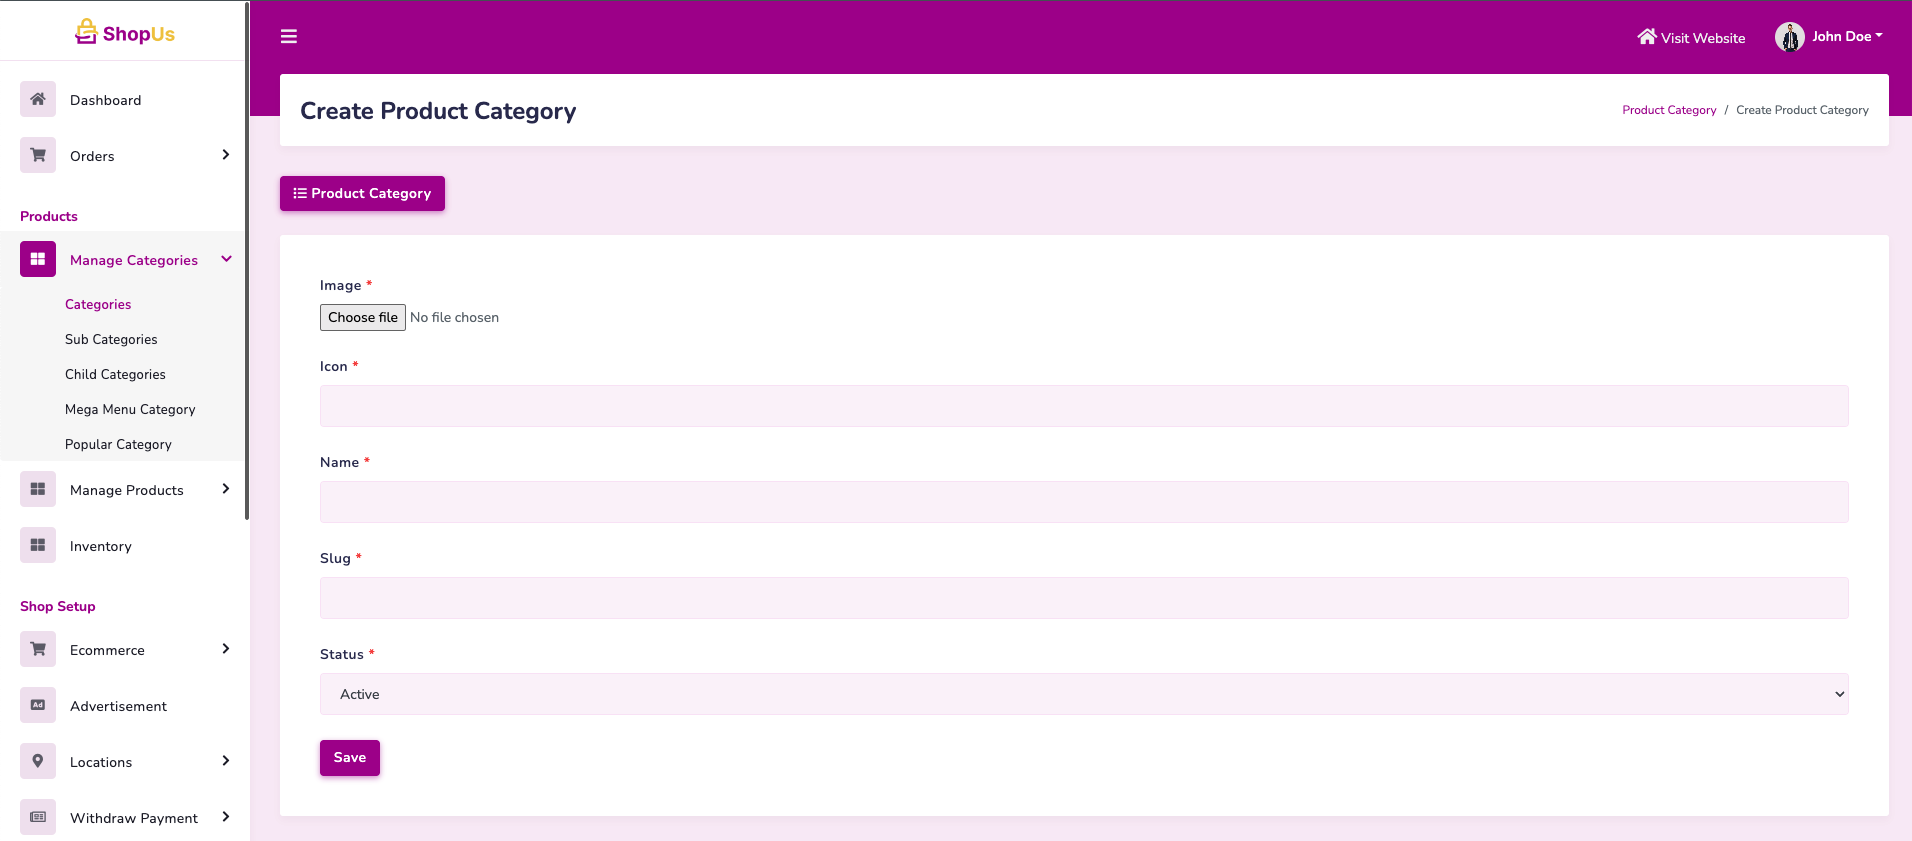 ShopUs
Visit Website
John Doe
Dashboard
Orders
Products
Manage Categories
Categories
Sub Categories
Child Categories
Mega Menu Category
Popular Category
Manage Products
Inventory
Shop Setup
Ecommerce
Ad
Advertisement
Locations
Withdraw Payment
Create Product Category
Product Category / Create Product Category
Product Category
Image *
Choose file No file chosen
Icon *
Name *
Slug *
Status *
Active
Save